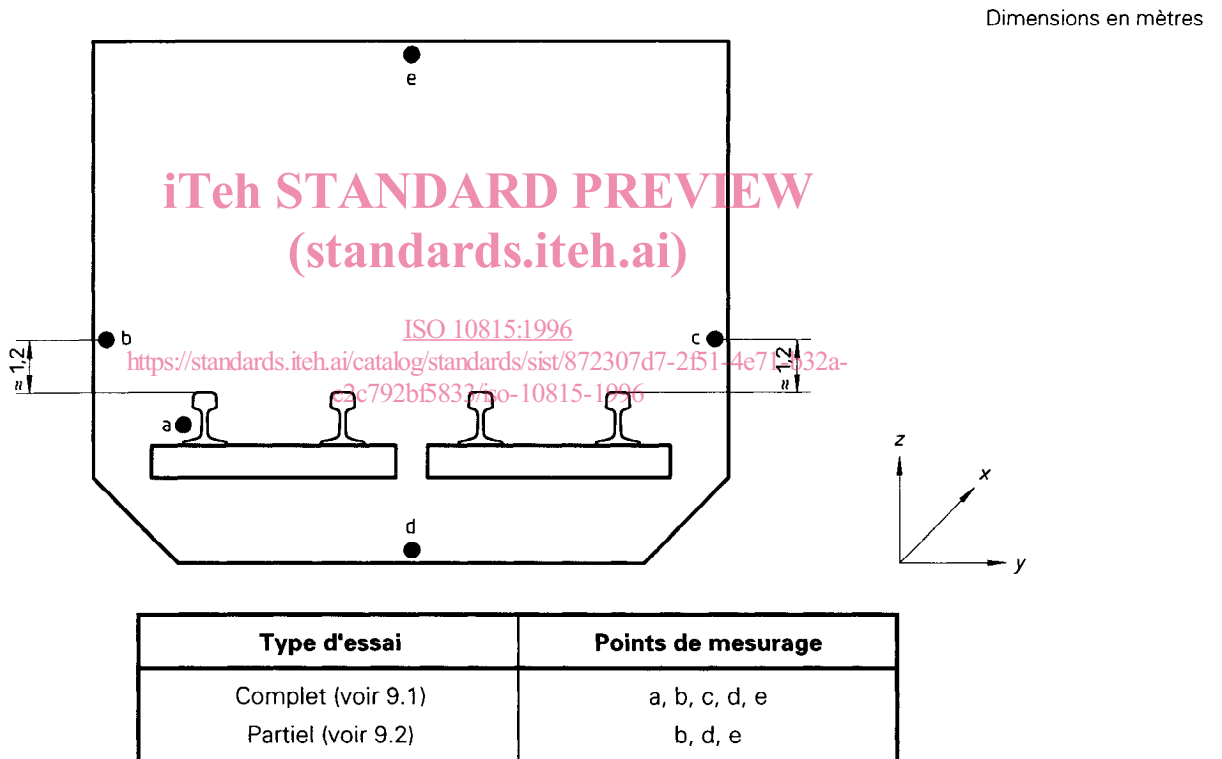 Dimensions en mètres
e
iTeh STANDARD PREVIEW
(standards.iteh.ai)
ISO 10815:1996
b
c
≈ 1,2
≈ 1,2
https://standards.iteh.ai/catalog/standards/sist/872307d7-2f51-4e71-b32a-
e2c792bf5833/iso-10815-1996
a
d
z
x
y
Type d'essai Points de mesurage
Complet (voir 9.1) a, b, c, d, e
Partiel (voir 9.2) b, d, e